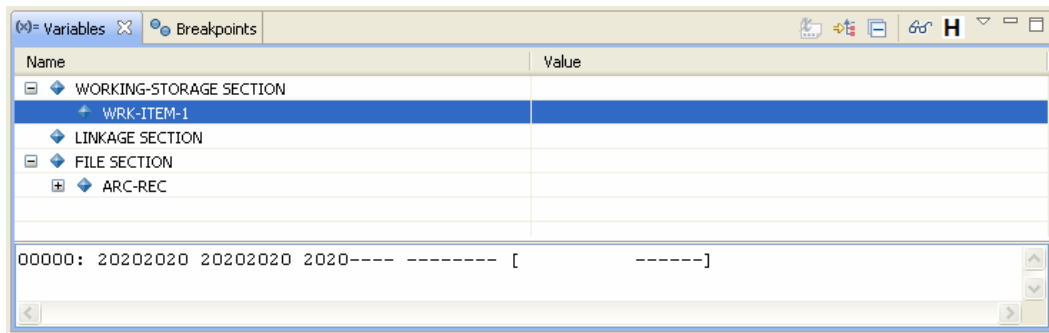 (x)= Variables Breakpoints H
Name Value
WORKING-STORAGE SECTION
WRK-ITEM-1
LINKAGE SECTION
FILE SECTION
ARC-REC
00000: 20202020 20202020 2020---- -------- [          ------]